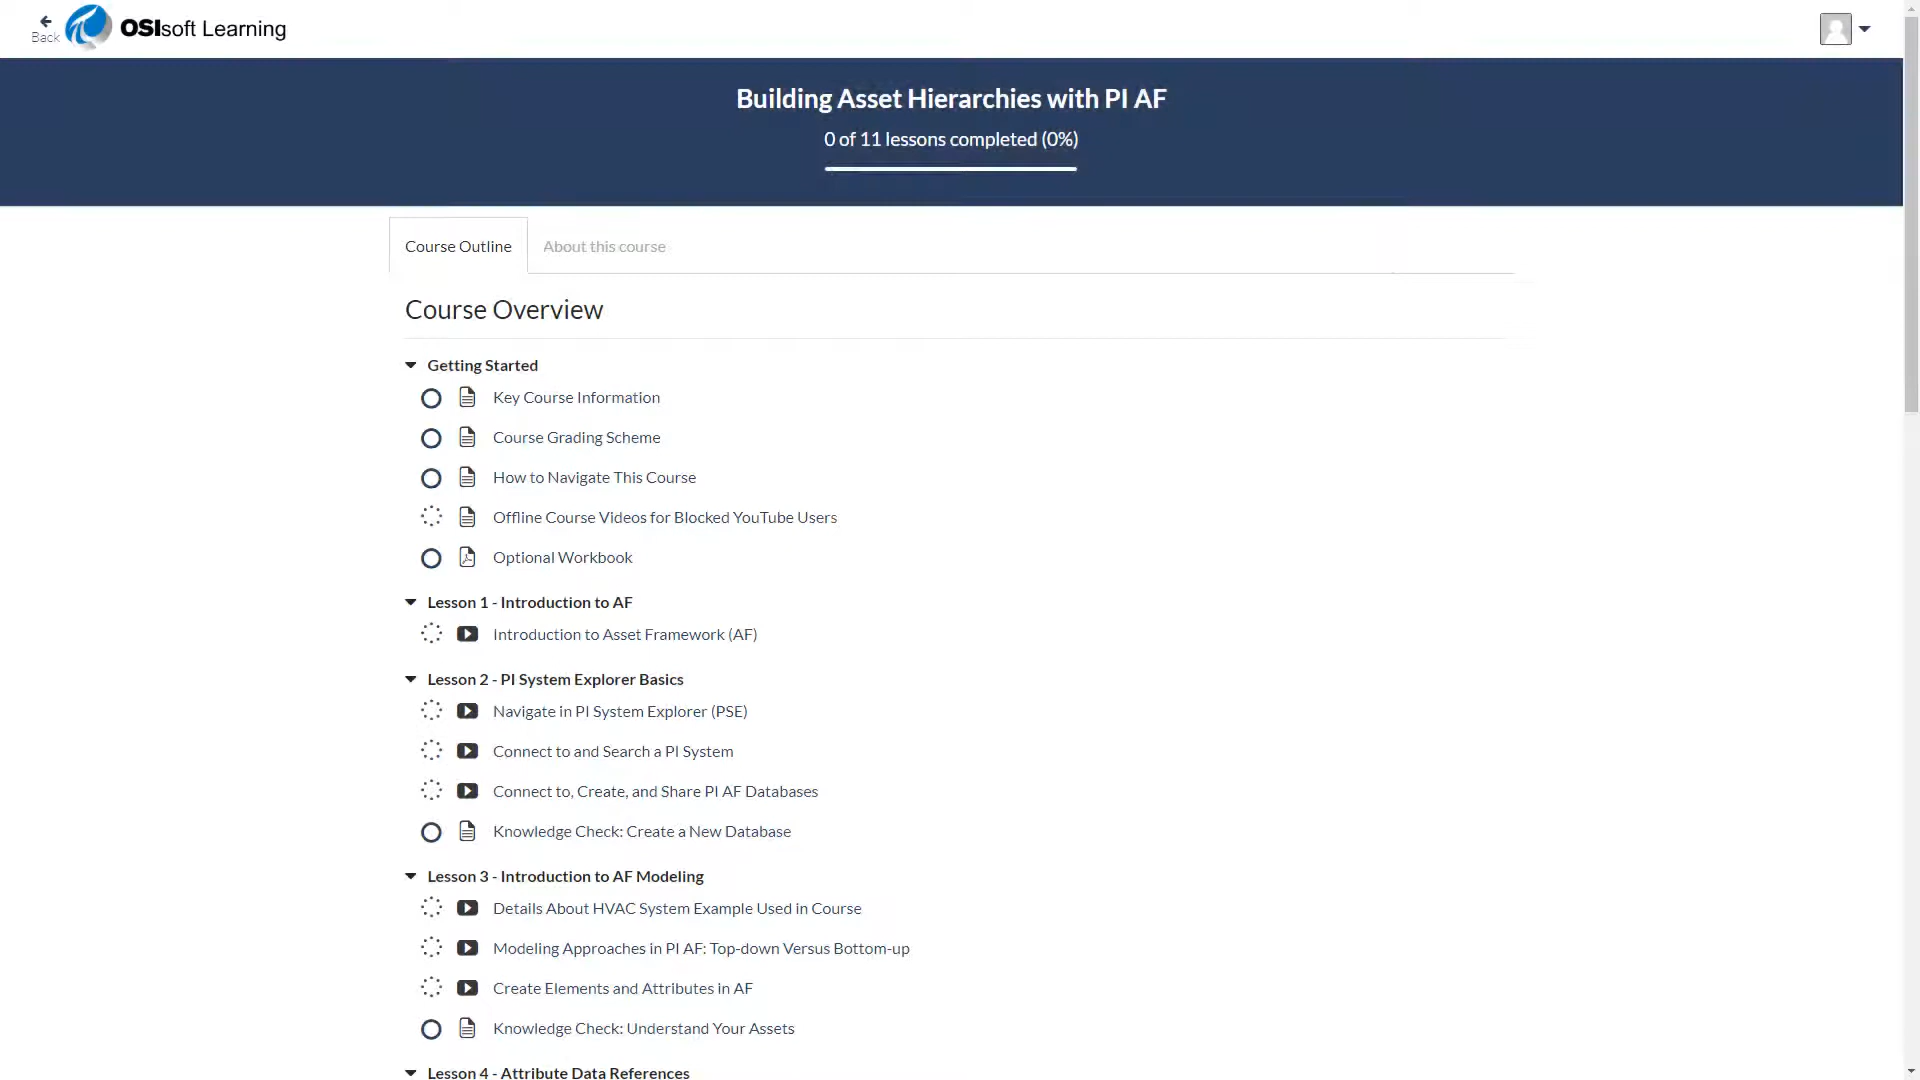 Back
OSIsoft Learning
Building Asset Hierarchies with PI AF
0 of 11 lessons completed (0%)
Course Outline
About this course
Course Overview
Getting Started
Key Course Information
Course Grading Scheme
How to Navigate This Course
Offline Course Videos for Blocked YouTube Users
Optional Workbook
Lesson 1 - Introduction to AF
Introduction to Asset Framework (AF)
Lesson 2 - PI System Explorer Basics
Navigate in PI System Explorer (PSE)
Connect to and Search a PI System
Connect to, Create, and Share PI AF Databases
Knowledge Check: Create a New Database
Lesson 3 - Introduction to AF Modeling
Details About HVAC System Example Used in Course
Modeling Approaches in PI AF: Top-down Versus Bottom-up
Create Elements and Attributes in AF
Knowledge Check: Understand Your Assets
Lesson 4 - Attribute Data References